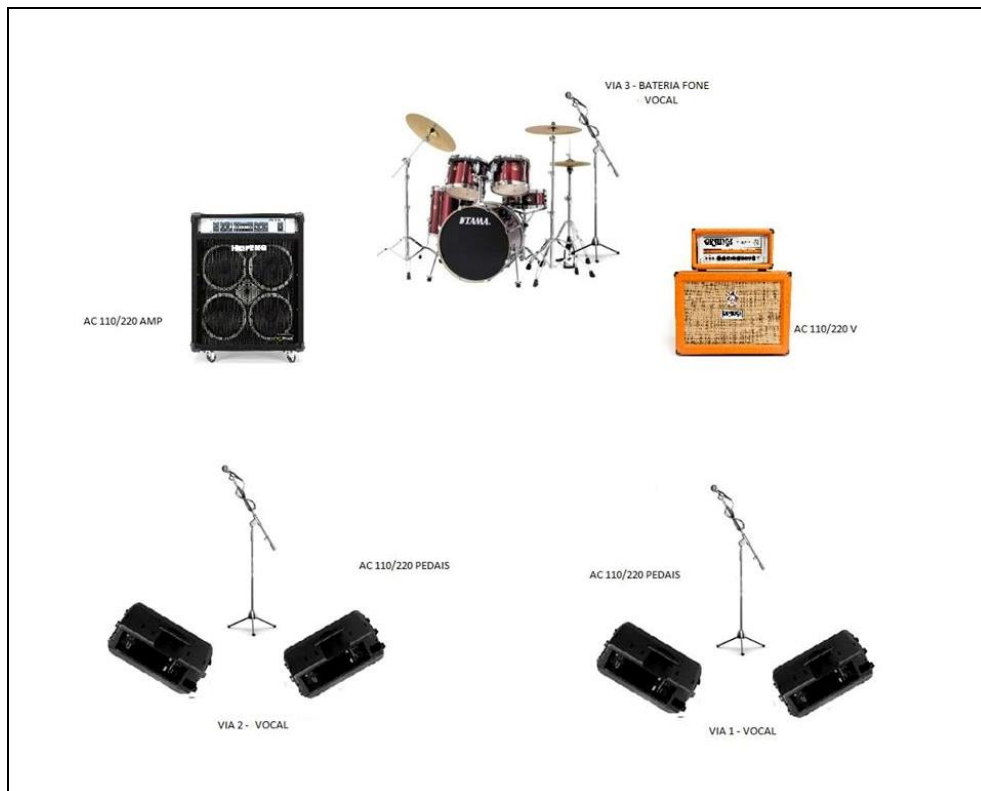 VIA 3 - BATERIA FONE
VOCAL
TAMA
AC 110/220 AMP
AC 110/220 V
AC 110/220 PEDAIS
AC 110/220 PEDAIS
VIA 2 - VOCAL
VIA 1 - VOCAL